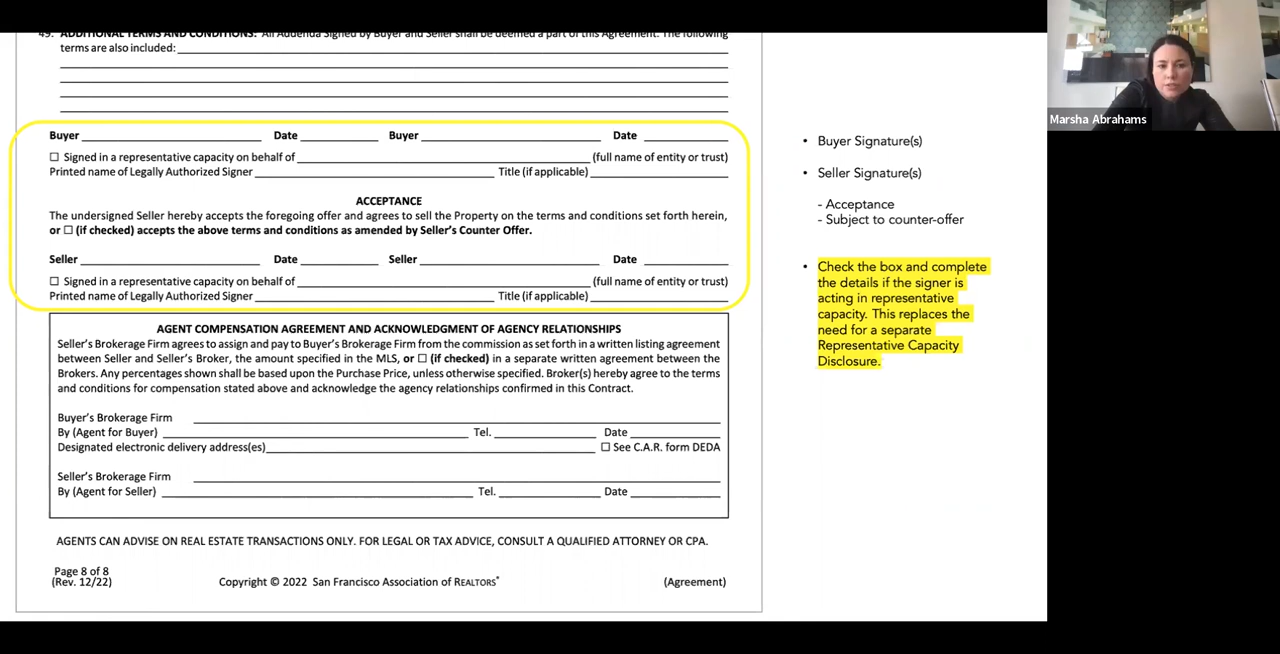 49. ADDITIONAL TERMS AND CONDITIONS: All Addenda Signed by Buyer and Seller shall be deemed a part of this Agreement. The following
terms are also included:
Buyer Date Buyer Date
☐ Signed in a representative capacity on behalf of (full name of entity or trust)
Printed name of Legally Authorized Signer Title (if applicable)
ACCEPTANCE
The undersigned Seller hereby accepts the foregoing offer and agrees to sell the Property on the terms and conditions set forth herein,
or ☐ (if checked) accepts the above terms and conditions as amended by Seller's Counter Offer.
Seller Date Seller Date
☐ Signed in a representative capacity on behalf of (full name of entity or trust)
Printed name of Legally Authorized Signer Title (if applicable)
AGENT COMPENSATION AGREEMENT AND ACKNOWLEDGMENT OF AGENCY RELATIONSHIPS
Seller's Brokerage Firm agrees to assign and pay to Buyer's Brokerage Firm from the commission as set forth in a written listing agreement
between Seller and Seller's Broker, the amount specified in the MLS, or ☐ (if checked) in a separate written agreement between the
Brokers. Any percentages shown shall be based upon the Purchase Price, unless otherwise specified. Broker(s) hereby agree to the terms
and conditions for compensation stated above and acknowledge the agency relationships confirmed in this Contract.
Buyer's Brokerage Firm
By (Agent for Buyer) Tel. Date
Designated electronic delivery address(es) ☐ See C.A.R. form DEDA
Seller's Brokerage Firm
By (Agent for Seller) Tel. Date
AGENTS CAN ADVISE ON REAL ESTATE TRANSACTIONS ONLY. FOR LEGAL OR TAX ADVICE, CONSULT A QUALIFIED ATTORNEY OR CPA.
Page 8 of 8
(Rev. 12/22) Copyright © 2022 San Francisco Association of REALTORS® (Agreement)
• Buyer Signature(s)
• Seller Signature(s)
- Acceptance
- Subject to counter-offer
• Check the box and complete
the details if the signer is
acting in representative
capacity. This replaces the
need for a separate
Representative Capacity
Disclosure.
Marsha Abrahams